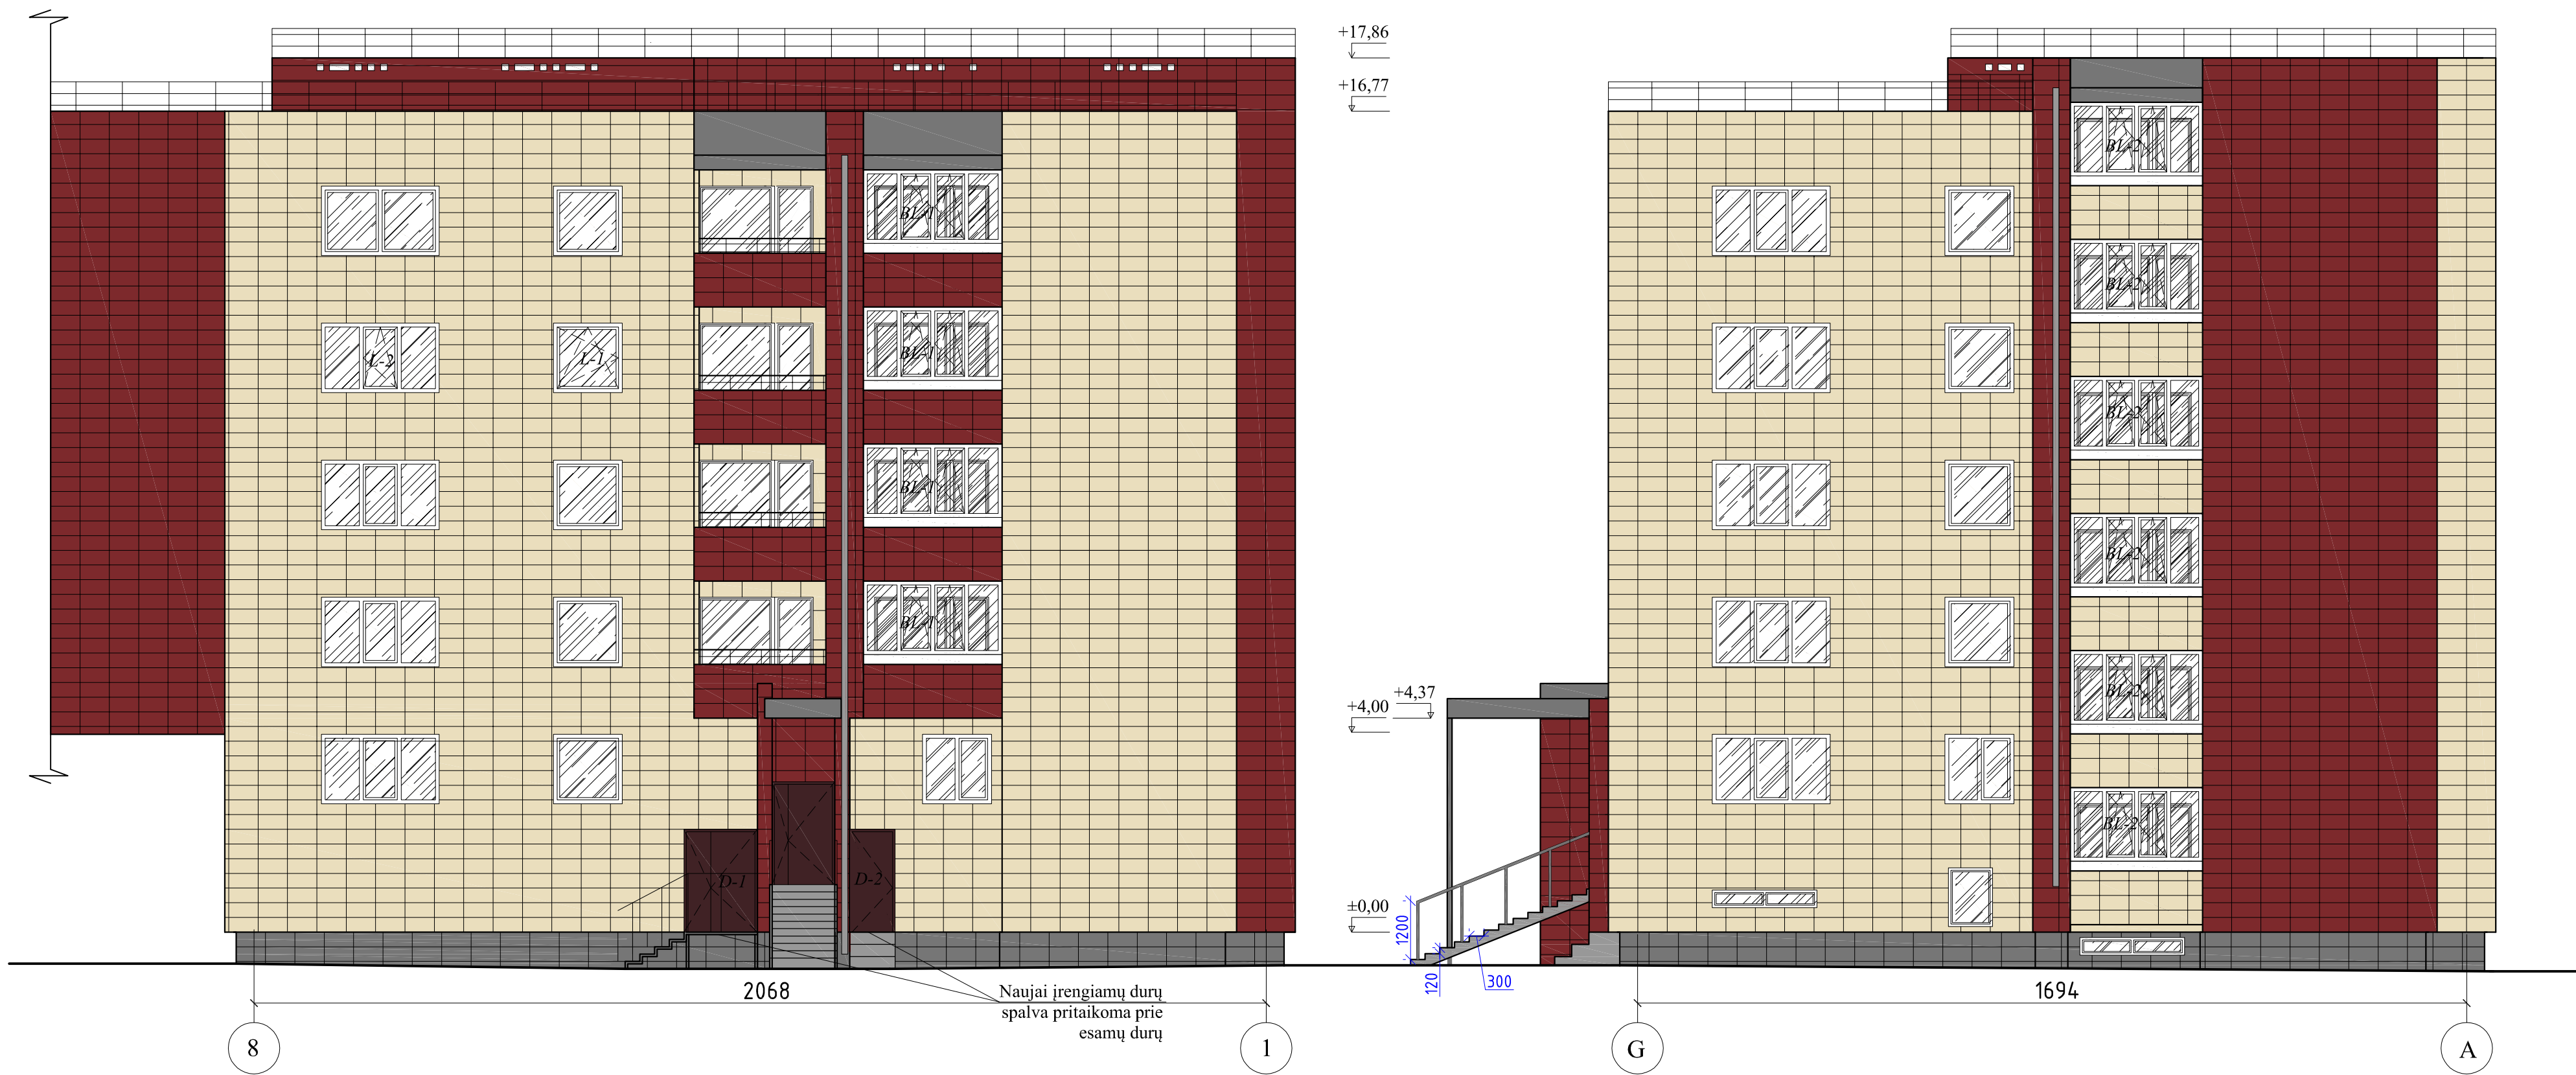 +17,86
+16,77
BL-2
BL-1
BL-2
L-2
L-1
BL-1
BL-2
BL-1
BL-2
BL-1
BL-2
+4,37
+4,00
BL-2
D-1
D-2
±0,00
1200
120
300
2068
1694
Naujai įrengiamų durų
spalva pritaikoma prie
esamų durų
8
1
G
A